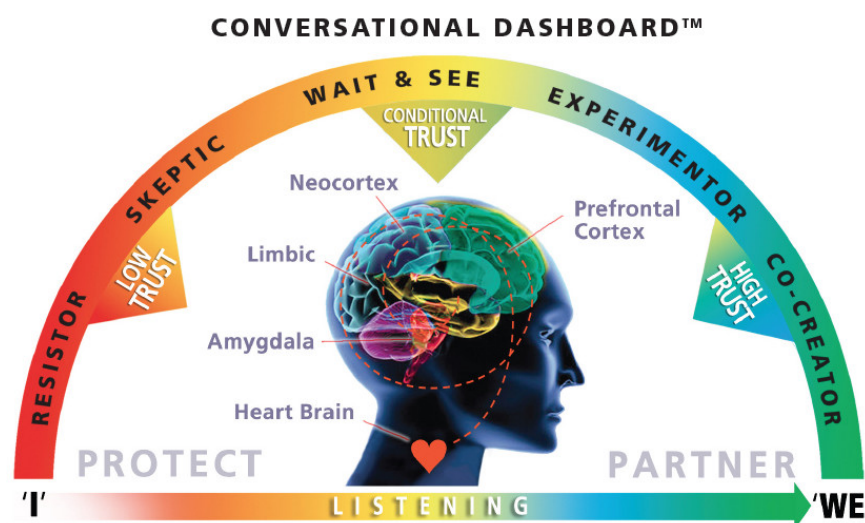 CONVERSATIONAL DASHBOARD™
RESISTOR
SKEPTIC
WAIT & SEE
EXPERIMENTOR
CO-CREATOR
LOW
TRUST
CONDITIONAL
TRUST
HIGH
TRUST
Neocortex
Prefrontal
Cortex
Limbic
Amygdala
Heart Brain
PROTECT
PARTNER
'I'
LISTENING
'WE